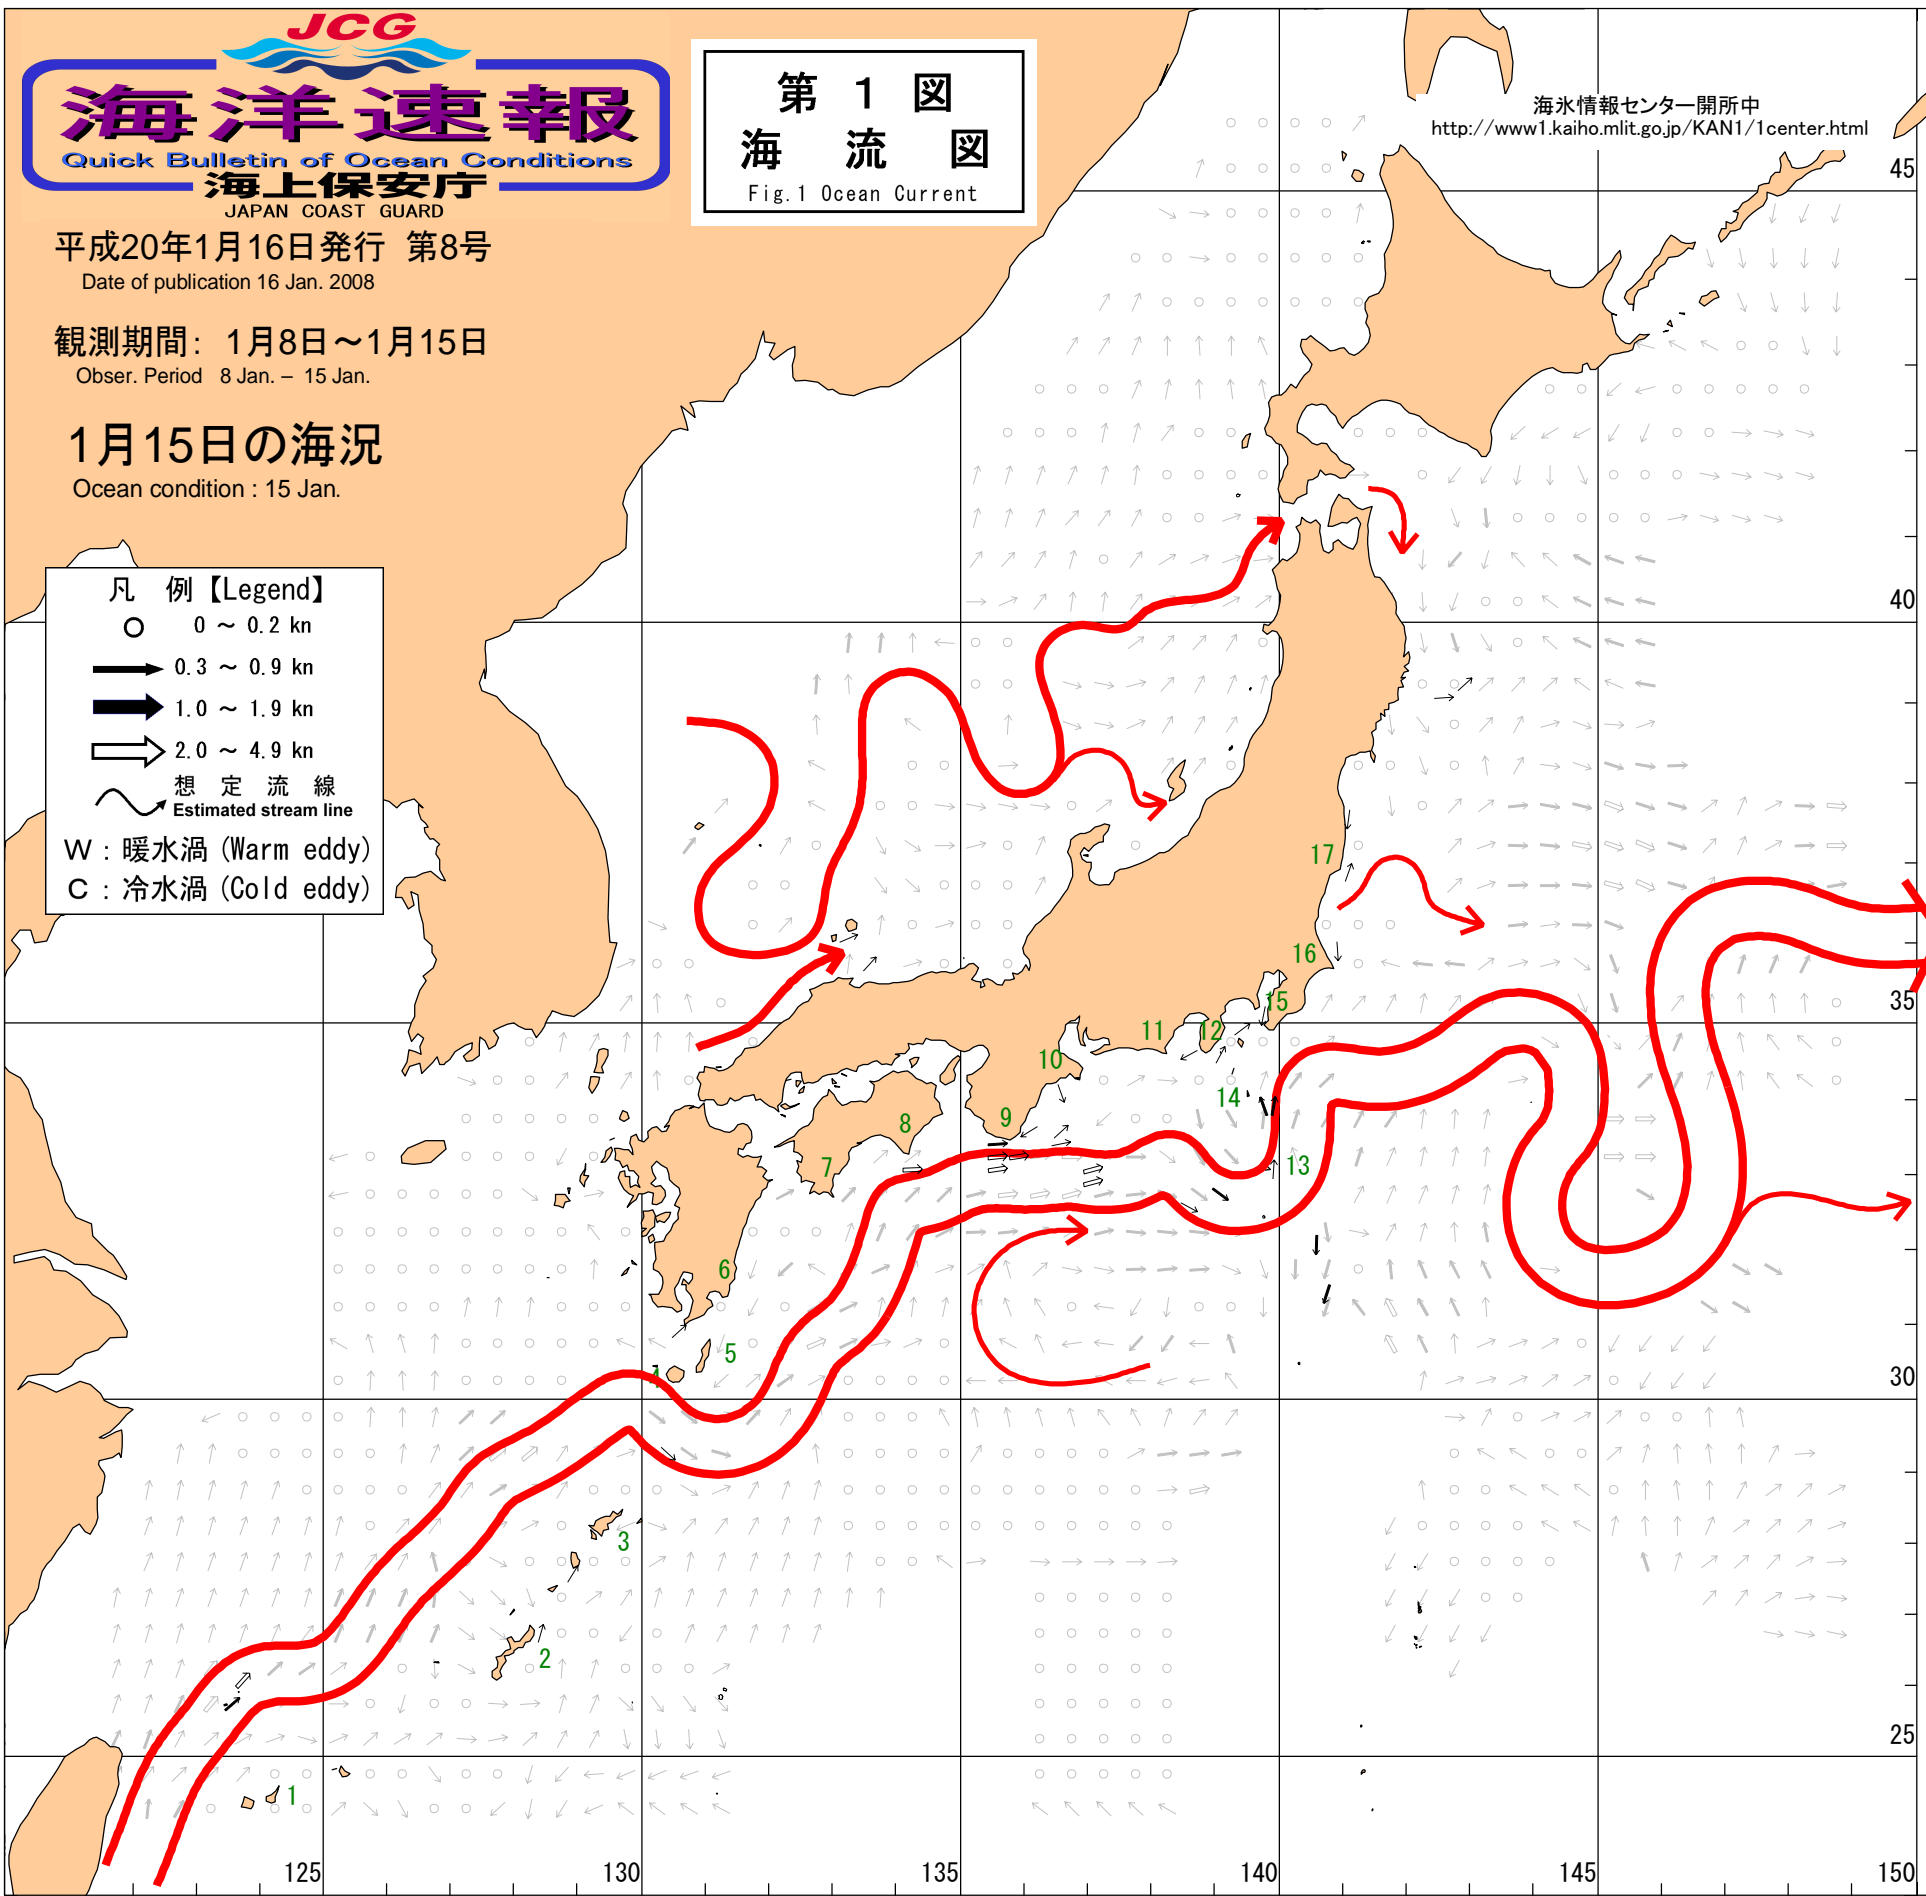 JCG
海洋速報
Quick Bulletin of Ocean Conditions
海上保安庁
JAPAN COAST GUARD
平成20年1月16日発行 第8号
Date of publication 16 Jan. 2008
観測期間： 1月8日～1月15日
Obser. Period 8 Jan. – 15 Jan.
1月15日の海況
Ocean condition : 15 Jan.
第 1 図
海 流 図
Fig.1 Ocean Current
海氷情報センター開所中
http://www1.kaiho.mlit.go.jp/KAN1/1center.html
凡 例【Legend】
0 ～ 0.2 kn
0.3 ～ 0.9 kn
1.0 ～ 1.9 kn
2.0 ～ 4.9 kn
想 定 流 線
Estimated stream line
W : 暖水渦 (Warm eddy)
C : 冷水渦 (Cold eddy)
45
40
35
30
25
17
16
15
11 12
10
14
9
8
7
13
6
5
4
3
2
1
125 130 135 140 145 150